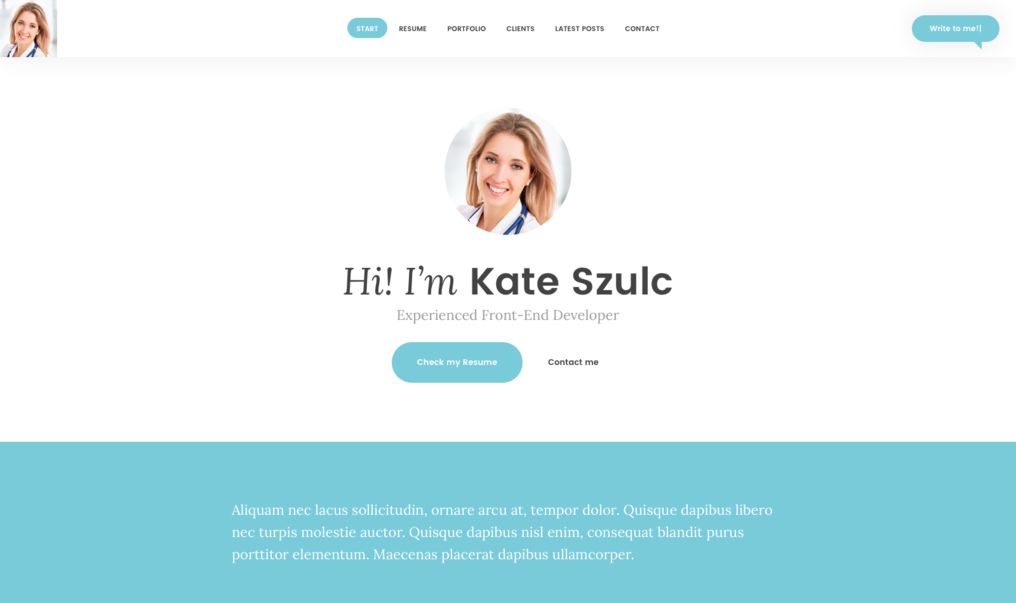 START RESUME PORTFOLIO CLIENTS LATEST POSTS CONTACT Write to me!|
Hi! I'm Kate Szulc
Experienced Front-End Developer
Check my Resume Contact me
Aliquam nec lacus sollicitudin, ornare arcu at, tempor dolor. Quisque dapibus libero
nec turpis molestie auctor. Quisque dapibus nisl enim, consequat blandit purus
porttitor elementum. Maecenas placerat dapibus ullamcorper.